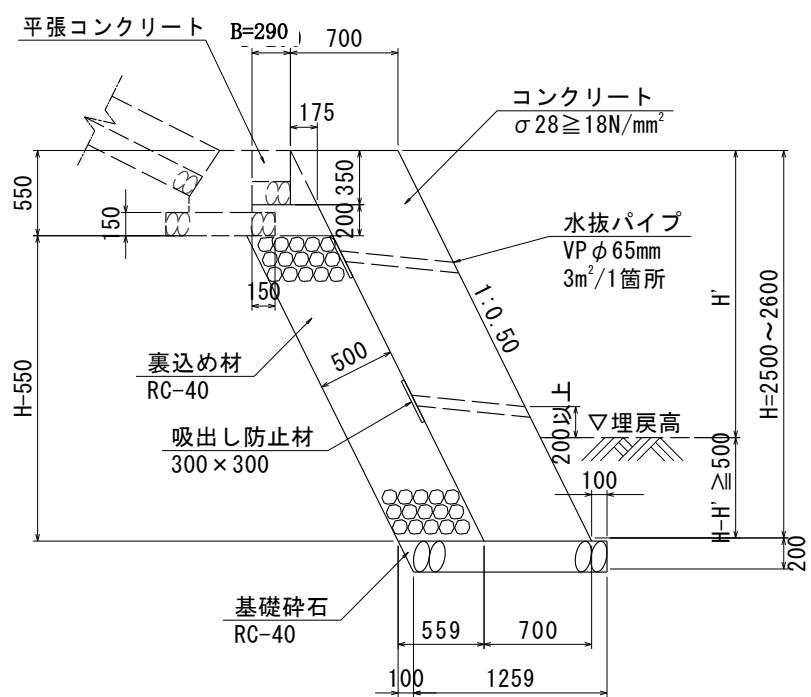 平張コンクリート
B=290
700
175
コンクリート
σ28≧18N/mm²
550
150
350
200
水抜パイプ
VPφ65mm
3m²/1箇所
150
1:0.50
H'
H=2500～2600
500
裏込め材
RC-40
H-550
200以上
▽埋戻高
吸出し防止材
300×300
100
H-H'≧500
200
基礎砕石
RC-40
559
700
100
1259